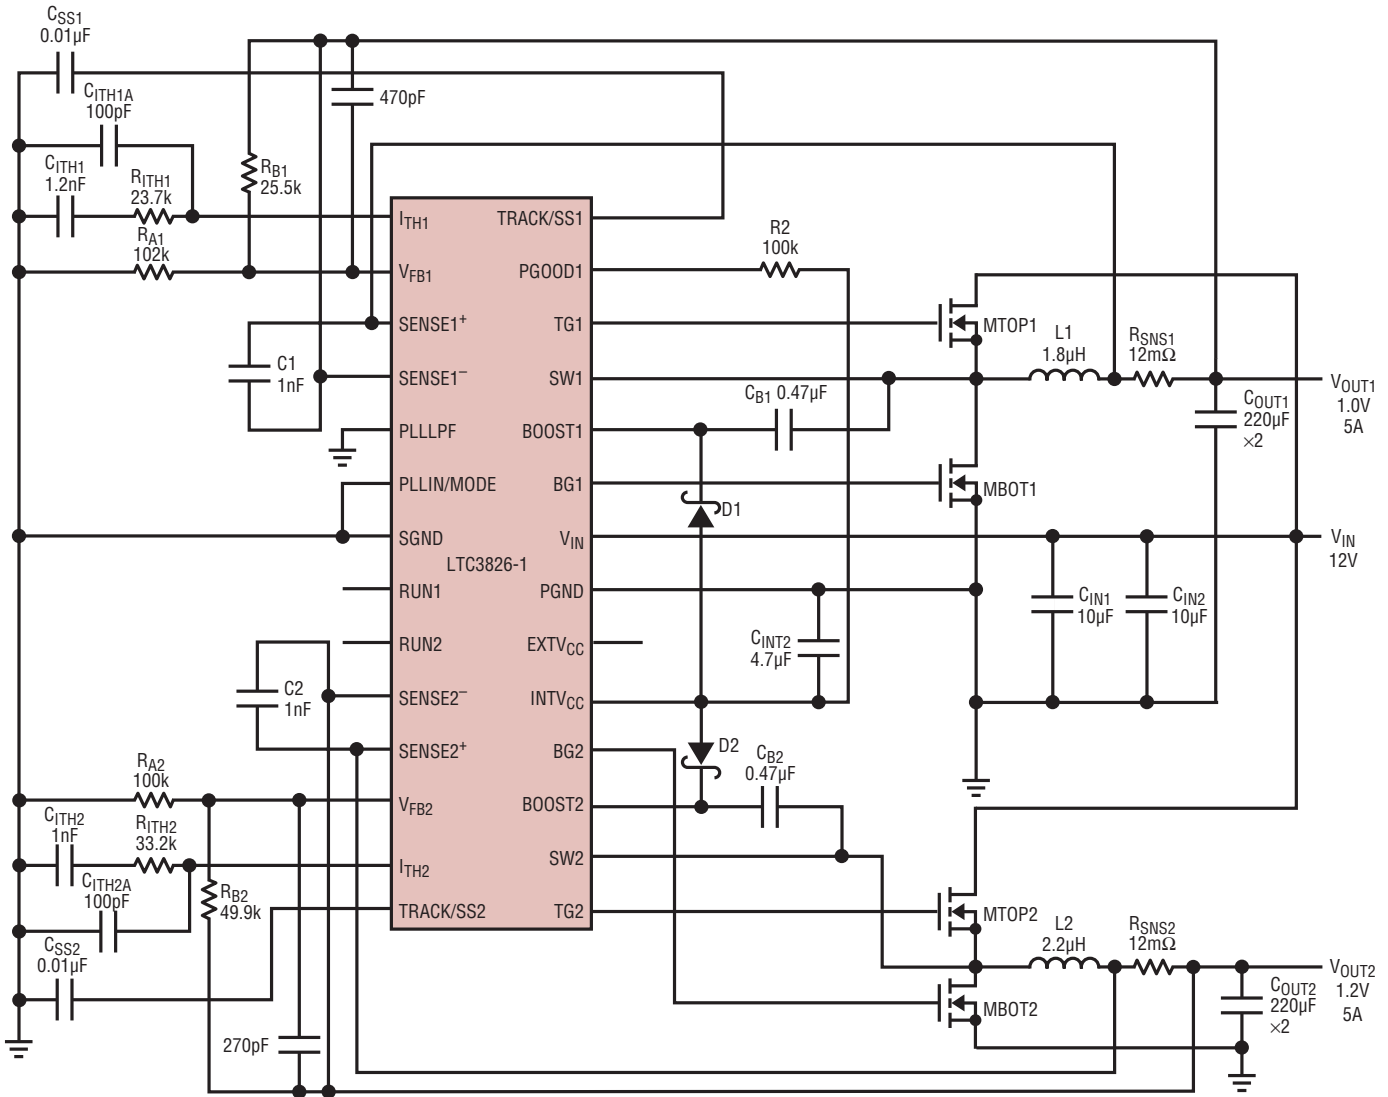 CSS1
0.01µF
CITH1A
100pF
470pF
CITH1
1.2nF
RITH1
23.7k
RB1
25.5k
RA1
102k
ITH1
TRACK/SS1
R2
100k
VFB1
PGOOD1
SENSE1+
TG1
MTOP1
L1
1.8µH
RSNS1
12mΩ
C1
1nF
SENSE1–
SW1
CB1 0.47µF
VOUT1
1.0V
5A
COUT1
220µF
×2
PLLLPF
BOOST1
PLLIN/MODE
BG1
MBOT1
D1
SGND
VIN
VIN
12V
LTC3826-1
RUN1
PGND
CIN1
10µF
CIN2
10µF
RUN2
EXTVCC
CINT2
4.7µF
C2
1nF
SENSE2–
INTVCC
SENSE2+
BG2
D2
CB2
0.47µF
RA2
100k
VFB2
BOOST2
CITH2
1nF
RITH2
33.2k
ITH2
SW2
CITH2A
100pF
RB2
49.9k
TRACK/SS2
TG2
MTOP2
L2
2.2µH
RSNS2
12mΩ
CSS2
0.01µF
VOUT2
1.2V
5A
COUT2
220µF
×2
MBOT2
270pF